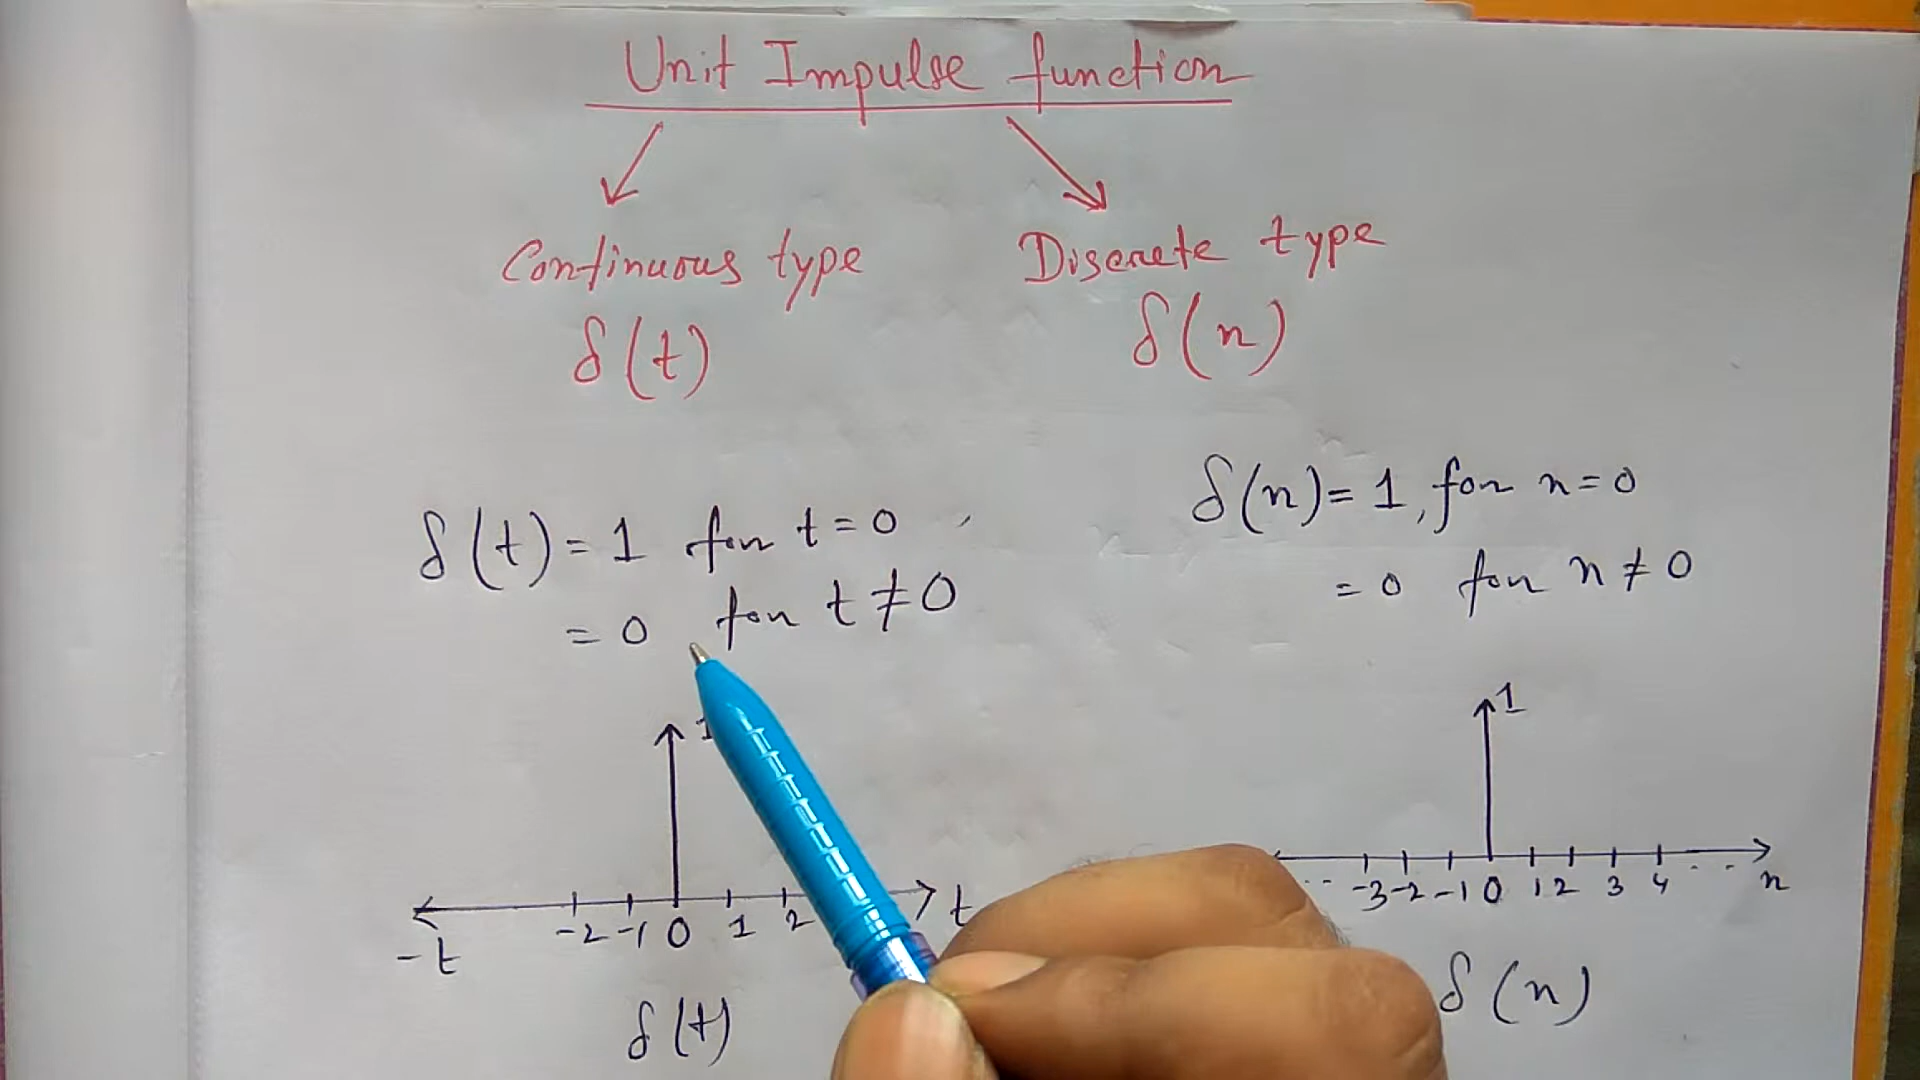 Unit Impulse function
Continuous type
δ(t)
Discrete type
δ(n)
δ(t) = 1 for t = 0
= 0 for t ≠ 0
δ(n) = 1, for n = 0
= 0 for n ≠ 0
1
-t -2 -1 0 1 2 t
δ(t)
1
.. -3 -2 -1 0 1 2 3 4 .. n
δ(n)